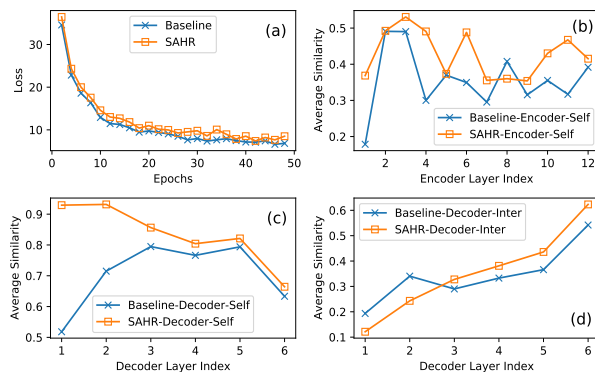 Baseline
SAHR
(a)
Loss
30
20
10
0 10 20 30 40 50
Epochs
(b)
Average Similarity
0.5
0.4
0.3
0.2
Baseline-Encoder-Self
SAHR-Encoder-Self
2 4 6 8 10 12
Encoder Layer Index
(c)
Average Similarity
0.9
0.8
0.7
0.6
0.5
Baseline-Decoder-Self
SAHR-Decoder-Self
1 2 3 4 5 6
Decoder Layer Index
Baseline-Decoder-Inter
SAHR-Decoder-Inter
Average Similarity
0.6
0.5
0.4
0.3
0.2
0.1
(d)
1 2 3 4 5 6
Decoder Layer Index